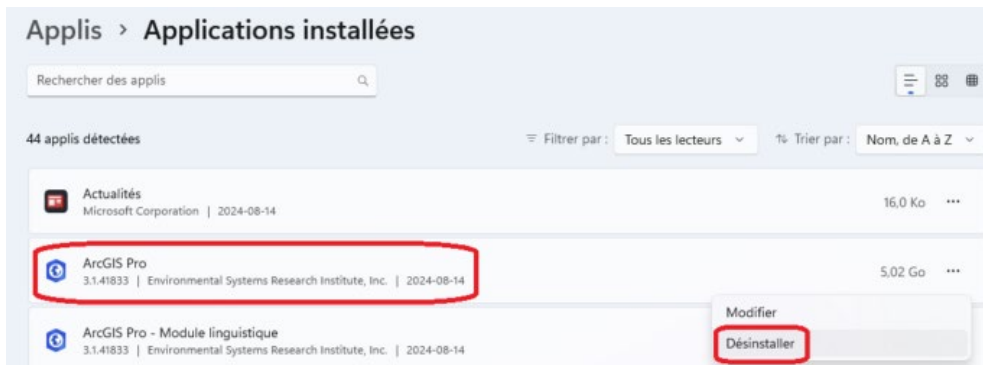 Applis > Applications installées
Rechercher des applis
44 applis détectées Filtrer par : Tous les lecteurs Trier par : Nom, de A à Z
Actualités
Microsoft Corporation | 2024-08-14 16,0 Ko
ArcGIS Pro
3.1.41833 | Environmental Systems Research Institute, Inc. | 2024-08-14 5,02 Go
Modifier
ArcGIS Pro - Module linguistique
3.1.41833 | Environmental Systems Research Institute, Inc. | 2024-08-14
Désinstaller